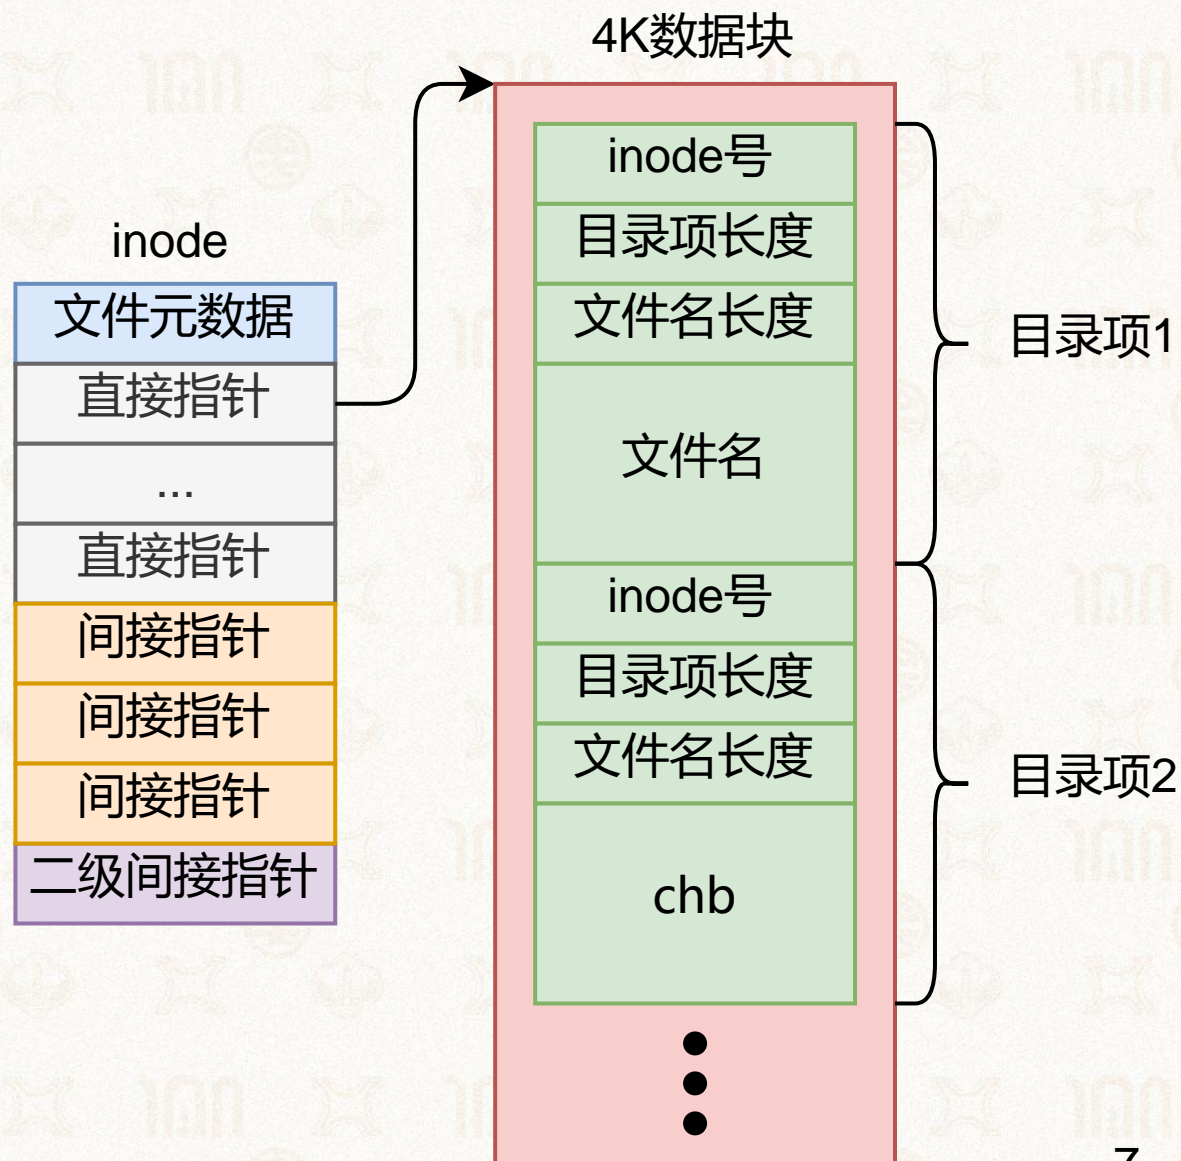 4K数据块
inode
文件元数据
直接指针
...
直接指针
间接指针
间接指针
间接指针
二级间接指针
inode号
目录项长度
文件名长度
文件名
inode号
目录项长度
文件名长度
chb
目录项1
目录项2